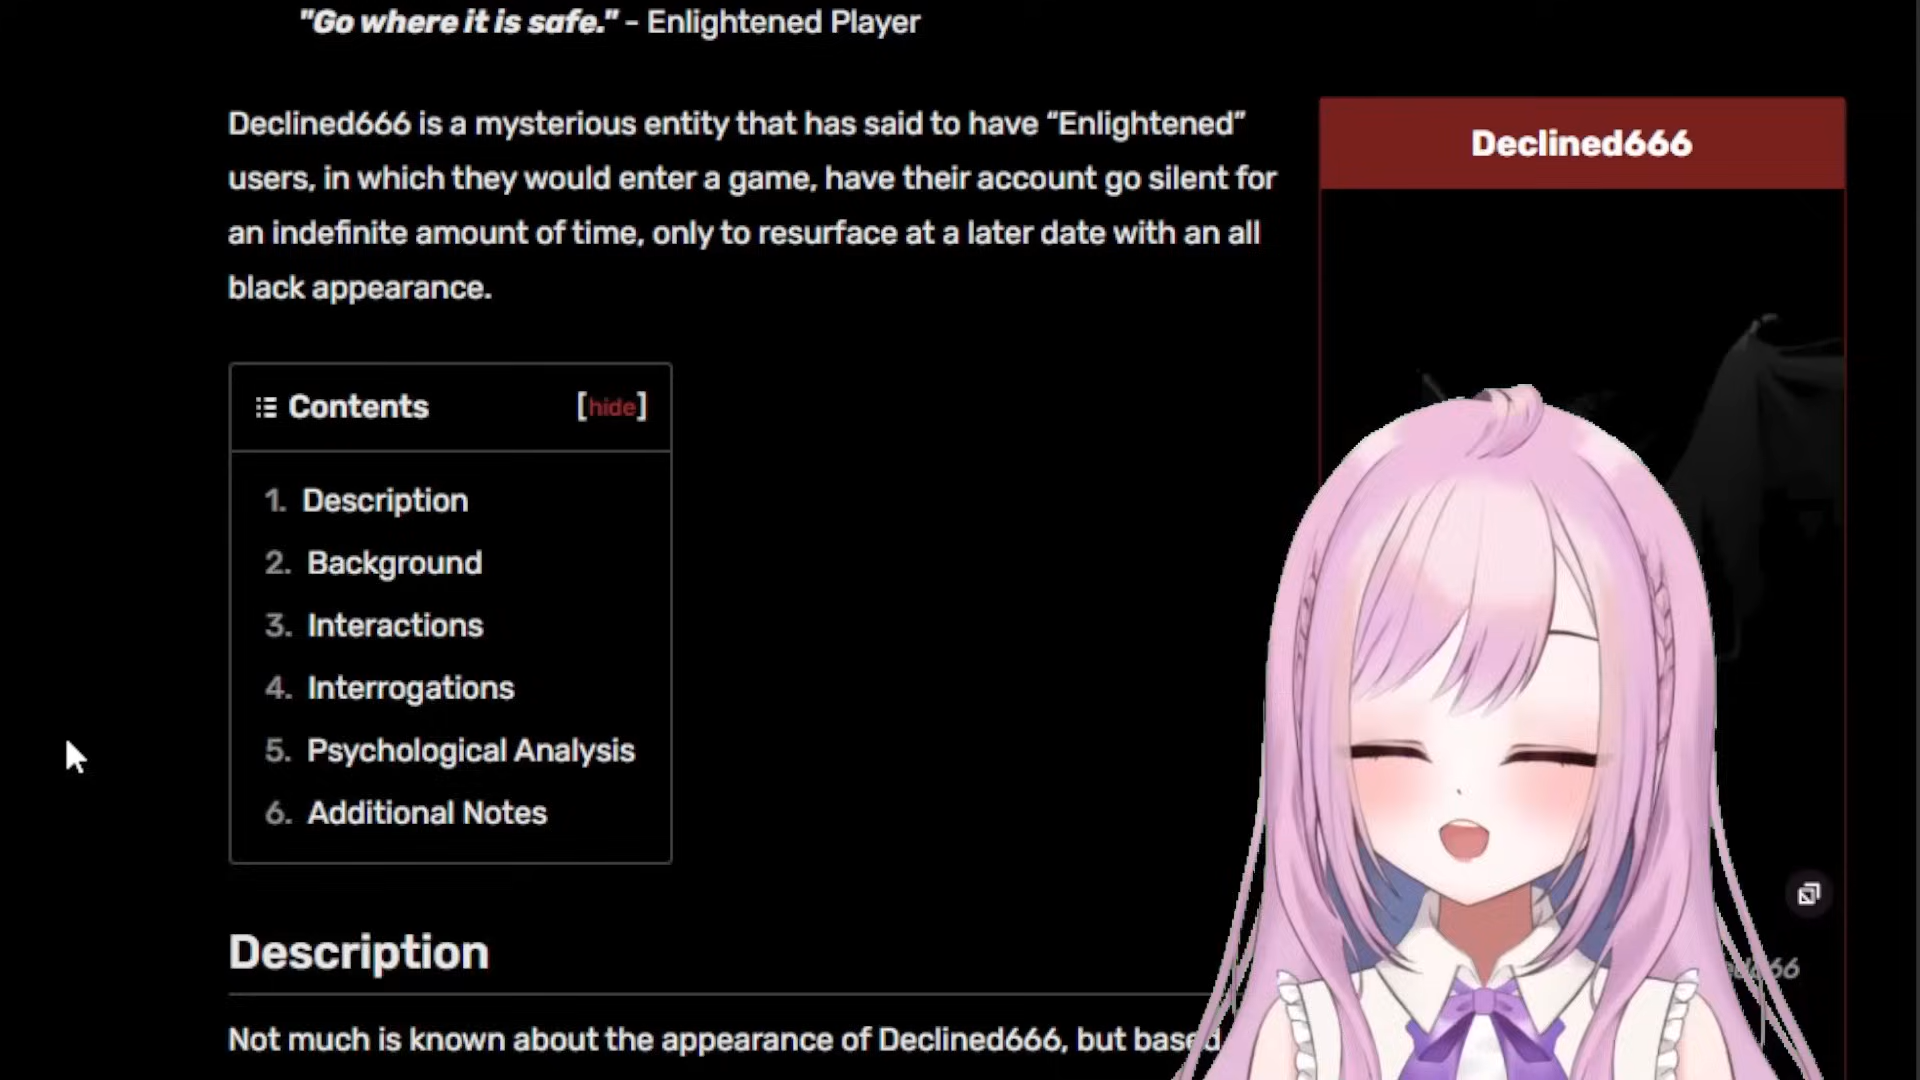 "Go where it is safe." - Enlightened Player
Declined666 is a mysterious entity that has said to have “Enlightened”
users, in which they would enter a game, have their account go silent for
an indefinite amount of time, only to resurface at a later date with an all
black appearance.
Declined666
Contents [hide]
1. Description
2. Background
3. Interactions
4. Interrogations
5. Psychological Analysis
6. Additional Notes
Description
Not much is known about the appearance of Declined666, but based